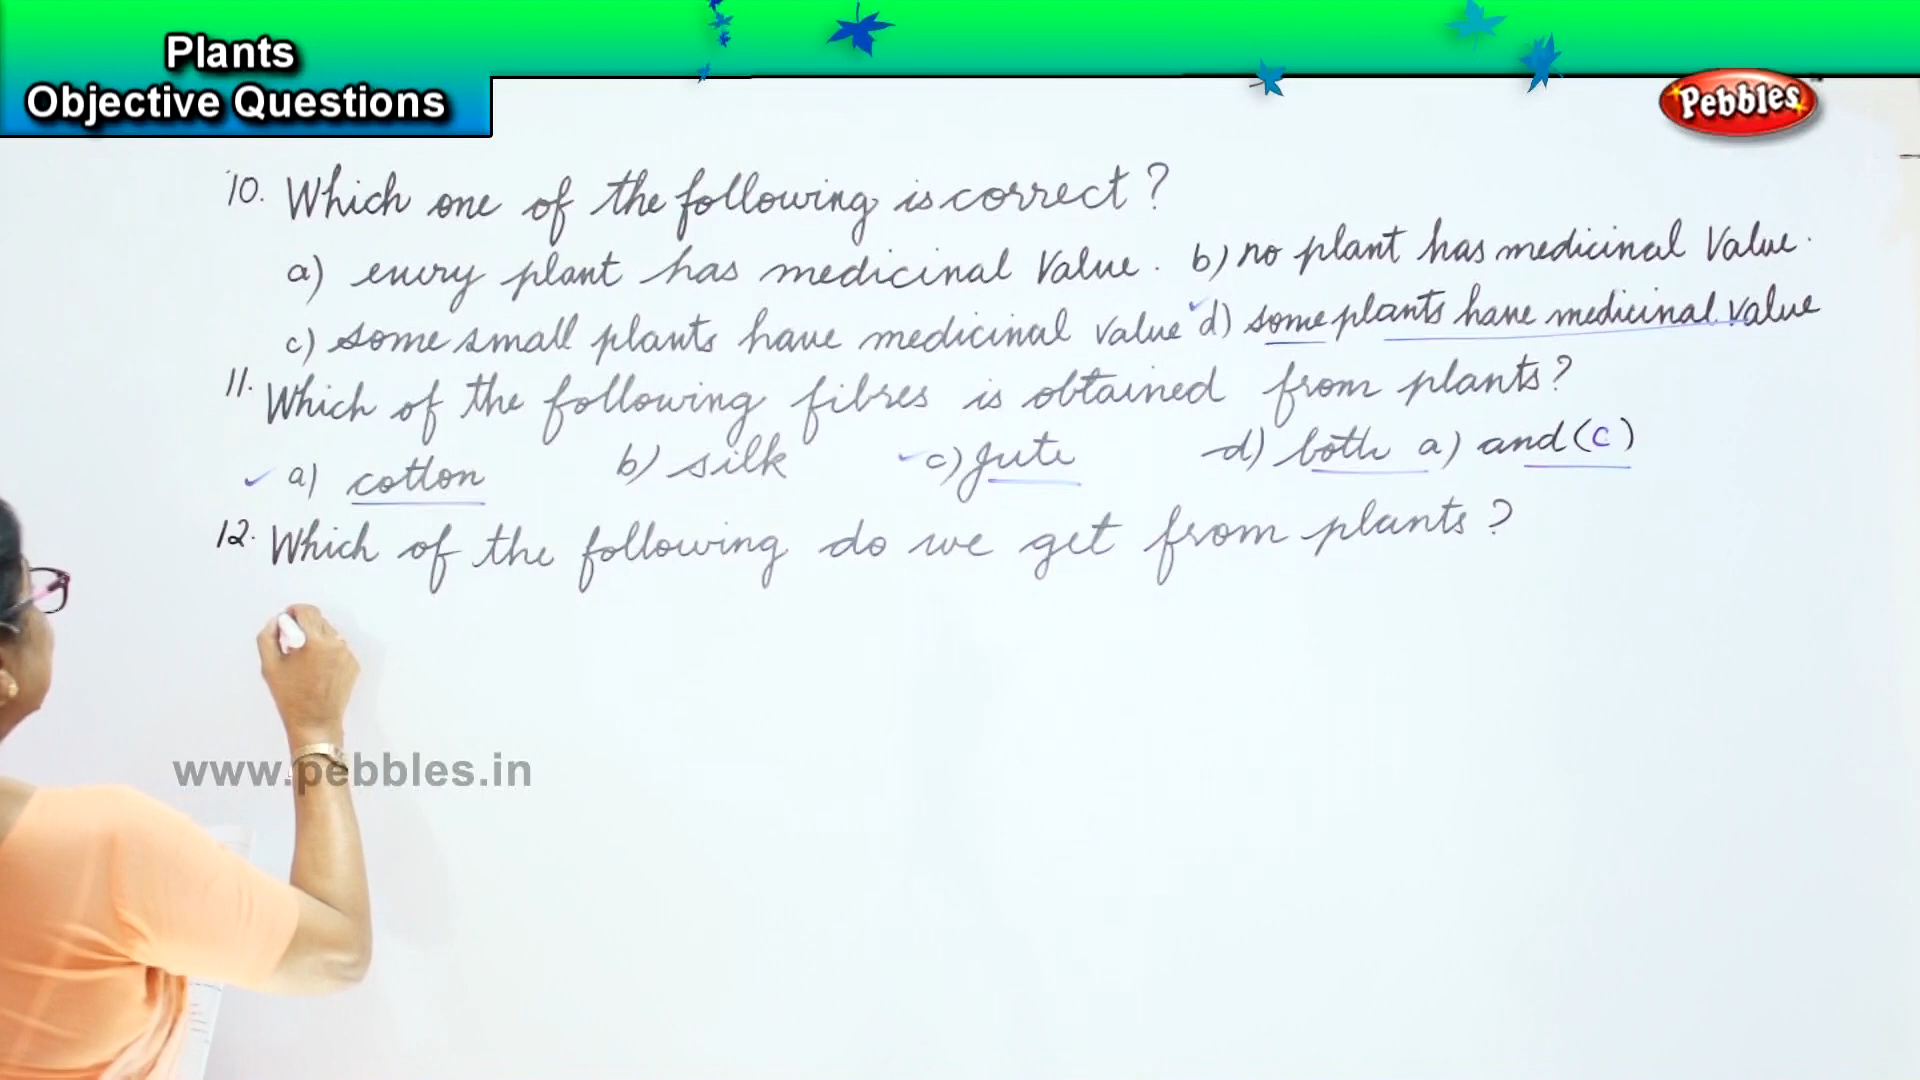 Plants
Objective Questions
Pebbles
10. Which one of the following is correct?
a) every plant has medicinal Value. b) no plant has medicinal Value.
c) some small plants have medicinal value d) some plants have medicinal value
11. Which of the following fibres is obtained from plants?
a) cotton b) silk c) Jute d) both a) and (c)
12. Which of the following do we get from plants?
www.pebbles.in